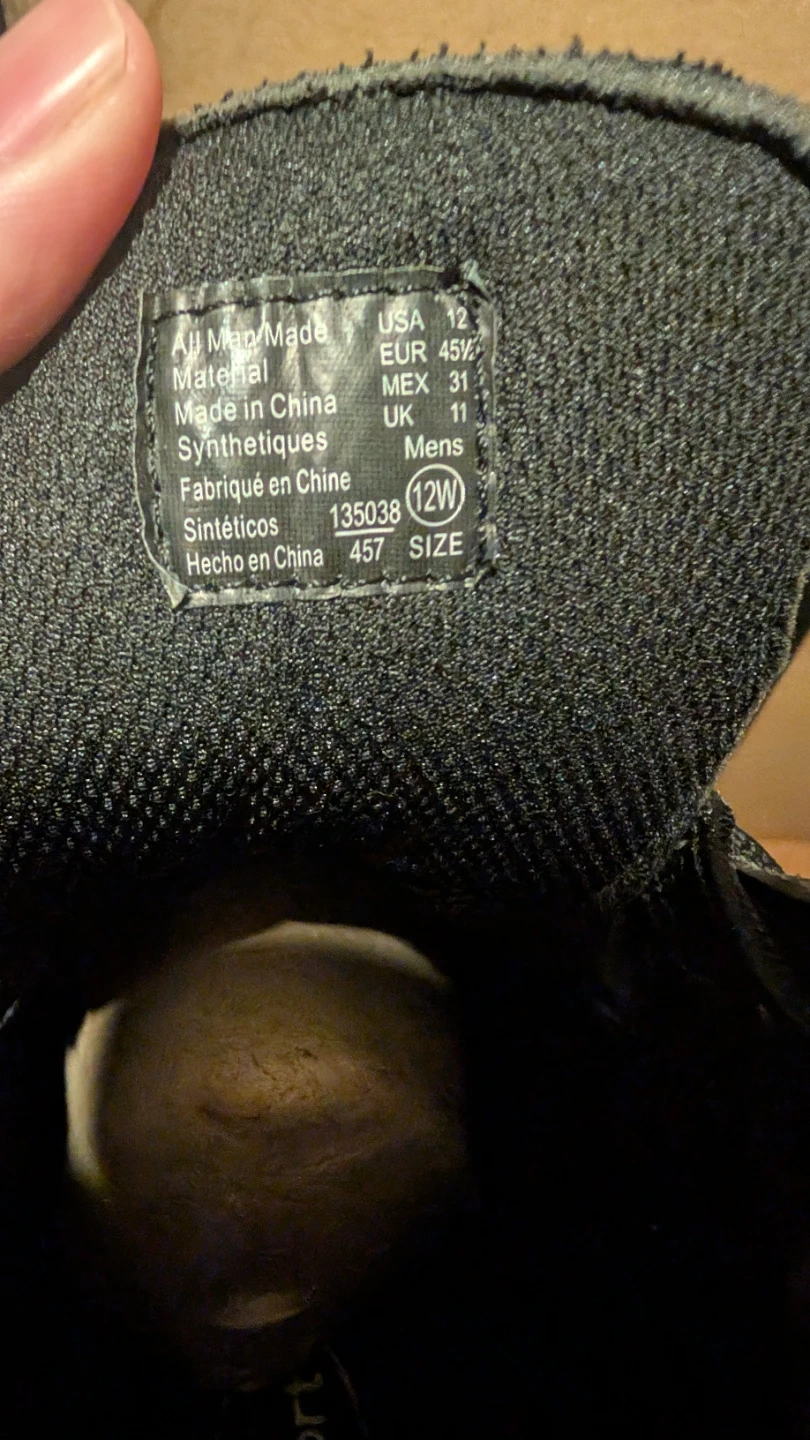 All Man Made
Material
Made in China
Synthetiques
Fabriqué en Chine
Sintéticos
Hecho en China
USA 12
EUR 45½
MEX 31
UK 11
Mens
12W
SIZE
135038
457